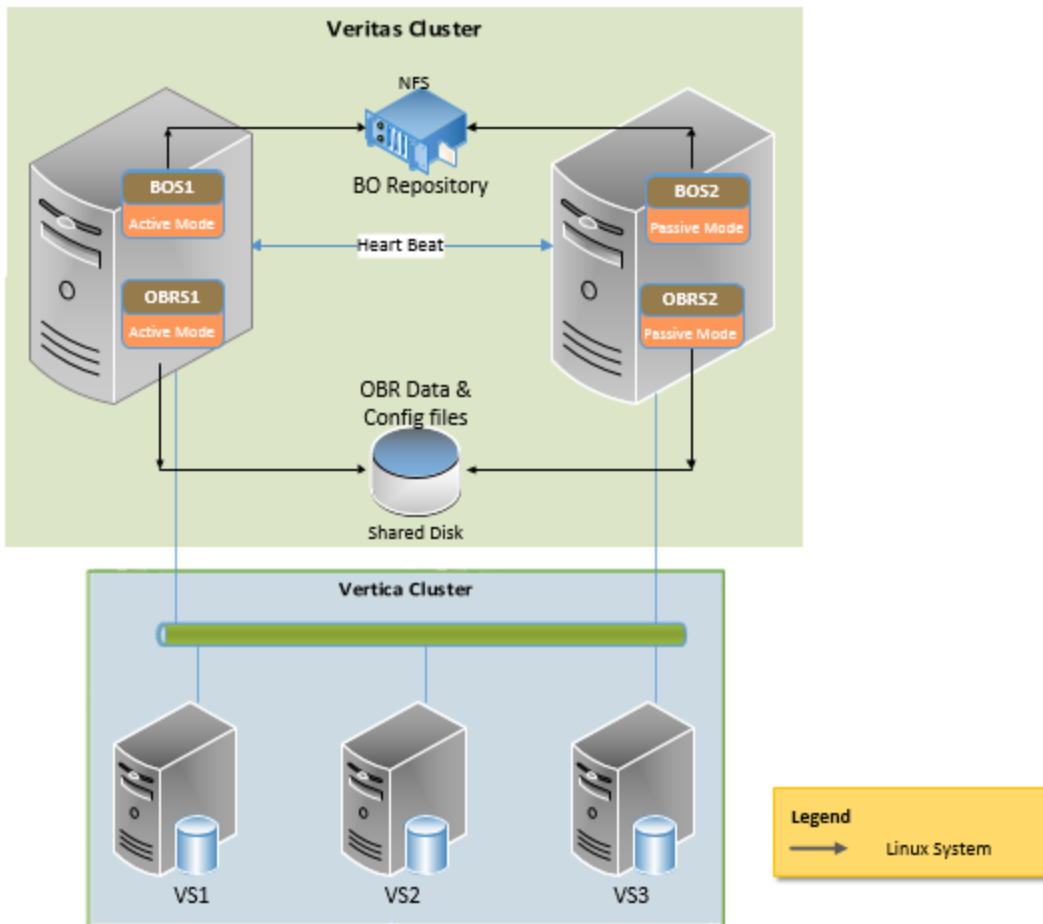 Veritas Cluster
NFS
BO Repository
BOS1
Active Mode
BOS2
Passive Mode
Heart Beat
OBRS1
Active Mode
OBRS2
Passive Mode
OBR Data &
Config files
Shared Disk
Vertica Cluster
VS1
VS2
VS3
Legend
Linux System